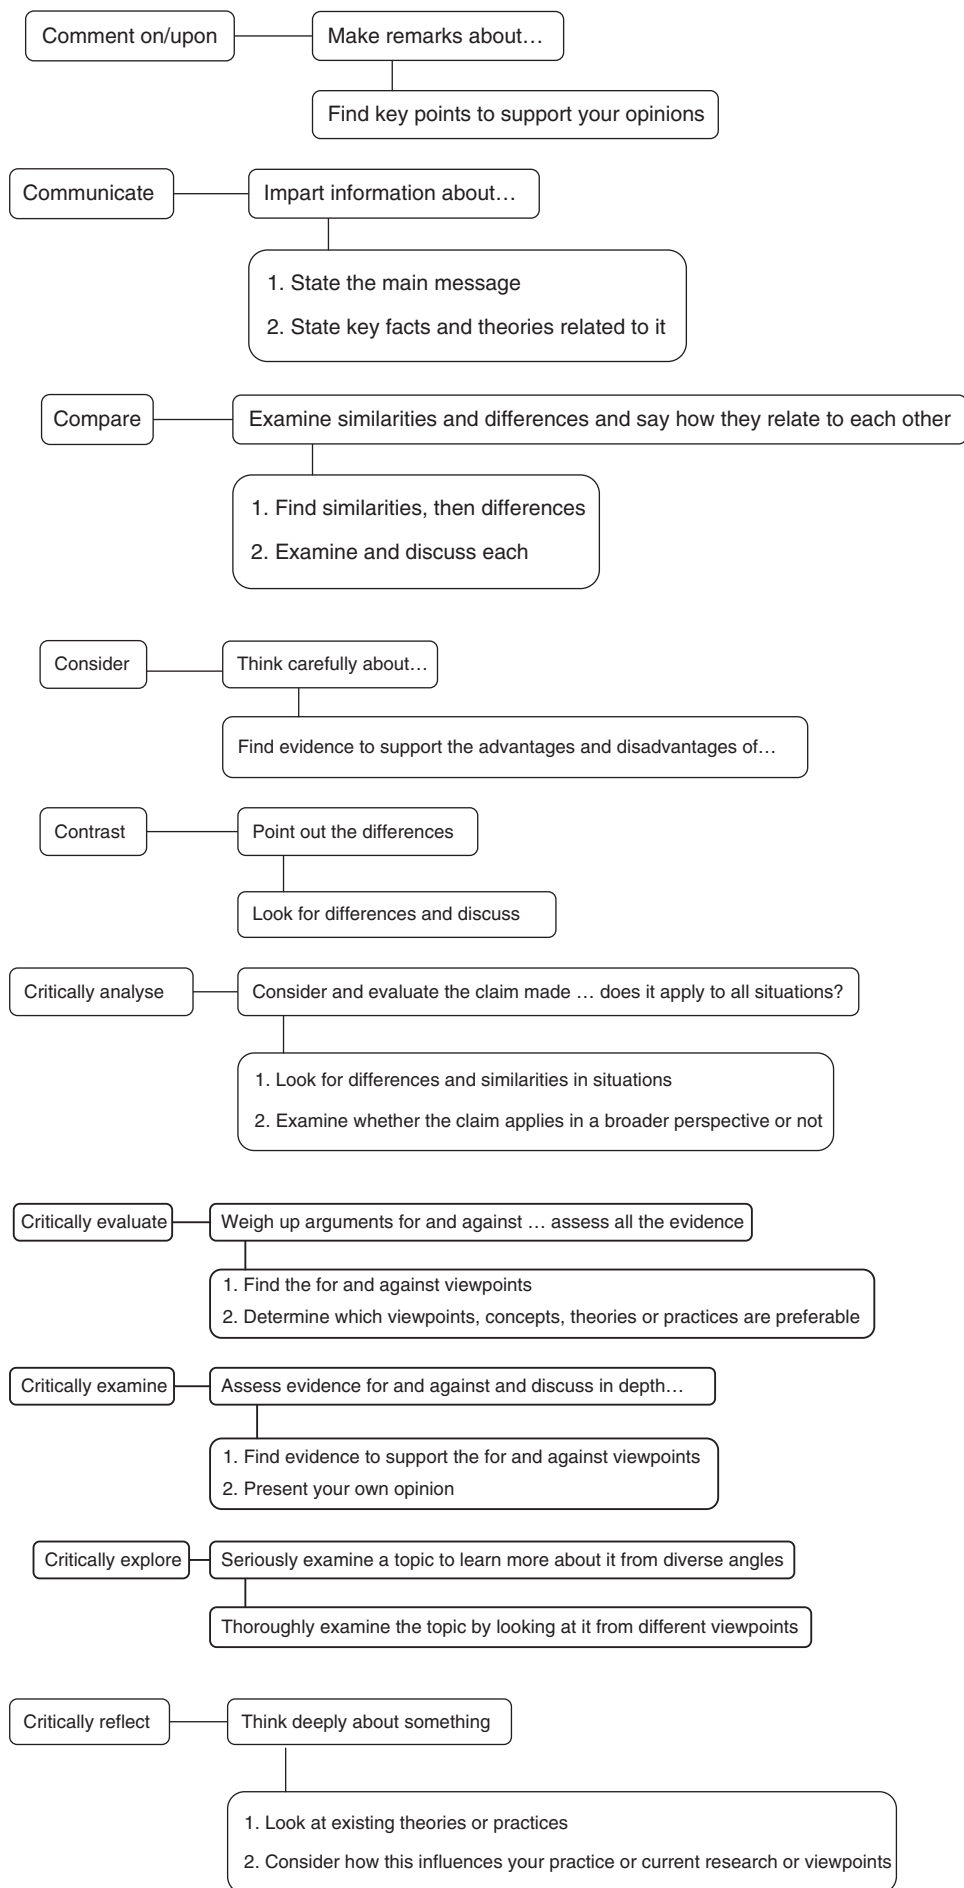 Comment on/upon
Make remarks about…
Find key points to support your opinions
Communicate
Impart information about…
1. State the main message
2. State key facts and theories related to it
Compare
Examine similarities and differences and say how they relate to each other
1. Find similarities, then differences
2. Examine and discuss each
Consider
Think carefully about…
Find evidence to support the advantages and disadvantages of…
Contrast
Point out the differences
Look for differences and discuss
Critically analyse
Consider and evaluate the claim made … does it apply to all situations?
1. Look for differences and similarities in situations
2. Examine whether the claim applies in a broader perspective or not
Critically evaluate
Weigh up arguments for and against … assess all the evidence
1. Find the for and against viewpoints
2. Determine which viewpoints, concepts, theories or practices are preferable
Critically examine
Assess evidence for and against and discuss in depth…
1. Find evidence to support the for and against viewpoints
2. Present your own opinion
Critically explore
Seriously examine a topic to learn more about it from diverse angles
Thoroughly examine the topic by looking at it from different viewpoints
Critically reflect
Think deeply about something
1. Look at existing theories or practices
2. Consider how this influences your practice or current research or viewpoints